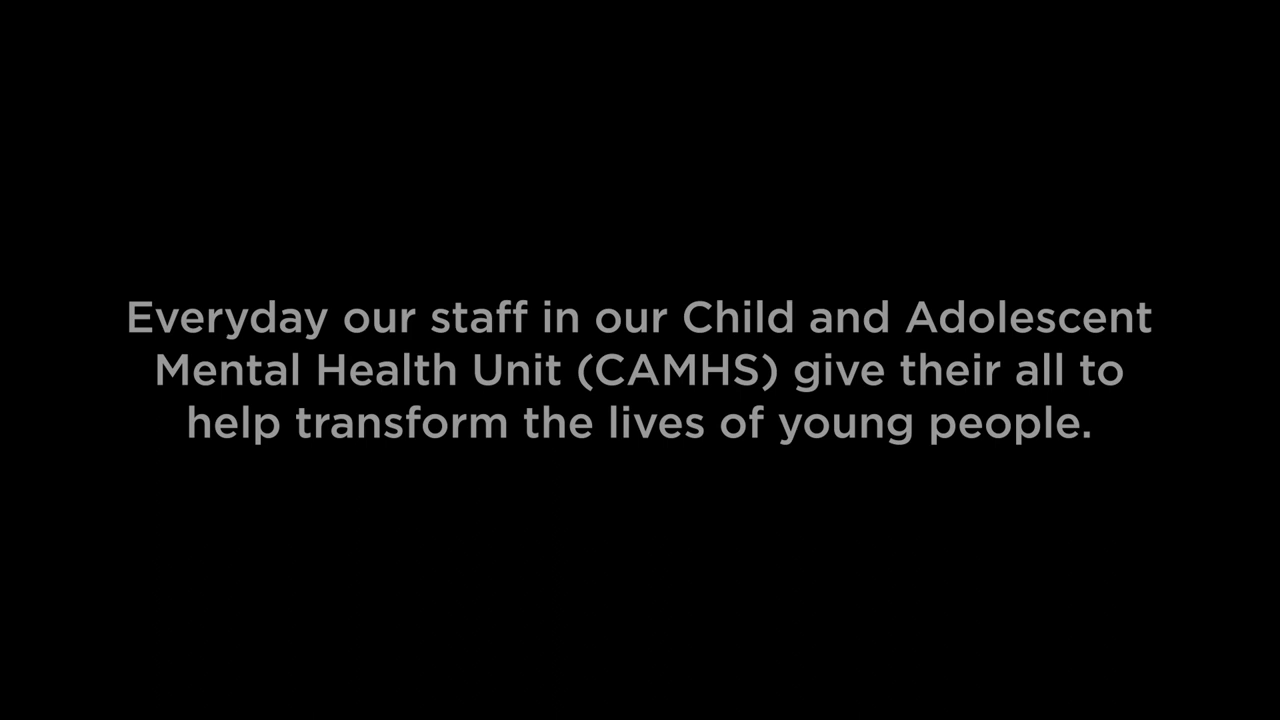 Everyday our staff in our Child and Adolescent
Mental Health Unit (CAMHS) give their all to
help transform the lives of young people.